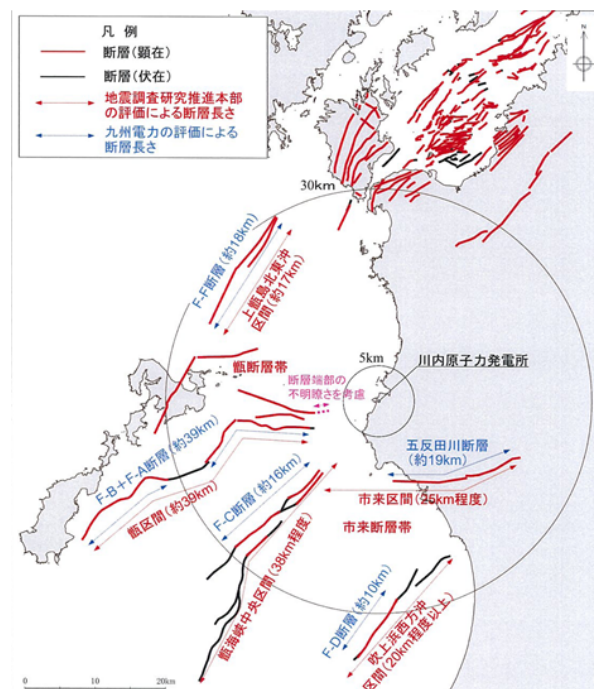 凡 例
断層(顕在)
断層(伏在)
地震調査研究推進本部
の評価による断層長さ
九州電力の評価による
断層長さ
N
30km
F-F断層(約18km)
上甑島北東沖
区間(約17km)
甑断層帯
5km
川内原子力発電所
断層端部の
不明瞭さを考慮
F-B+F-A断層(約39km)
甑区間(約39km)
五反田川断層
(約19km)
F-C断層(約16km)
市来区間(25km程度)
市来断層帯
甑海峡中央区間(38km程度)
F-D断層(約10km)
吹上浜西方沖
区間(20km程度以上)
0
10
20km